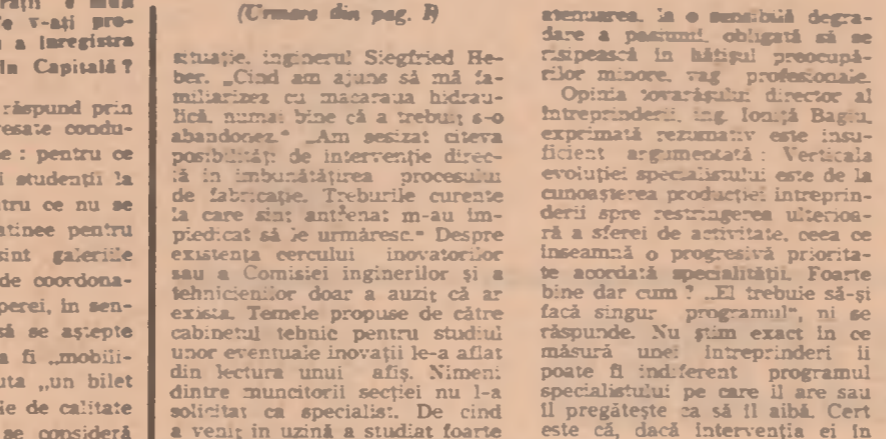 v-ați pro-
a înregistra
în Capitală ?
răspund prin
resate condu-
e : pentru ce
i studenții la
tru ce nu se
atinee pentru
sînt galeriile
de coordona-
perei, în sen-
să se aștepte
a fi „mobili-
uta „un bilet
ie de calitate
se consideră
(Urmare din pag. I)
situație, inginerul Siegfried He-
ber. „Cînd am ajuns să mă fa-
miliarizez cu macaraua hidrau-
lică, numai bine că a trebuit s-o
abandonez.“ „Am sesizat cîteva
posibilități de intervenție direc-
tă în îmbunătățirea procesului
de fabricație. Treburile curente
la care sînt antrenat m-au îm-
piedicat să le urmăresc.“ Despre
existența cercului inovatorilor
sau a Comisiei inginerilor și a
tehnicienilor doar a auzit că ar
exista. Temele propuse de către
cabinetul tehnic pentru studiul
unor eventuale inovații le-a aflat
din lectura unui afiș. Nimeni
dintre muncitorii secției nu l-a
solicitat ca specialist. De cînd
a venit în uzină a studiat foarte
atenuarea, la o sensibilă degra-
dare a pasiunii, obligată să se
risipească în hățișul preocupă-
rilor minore, vag profesionale.
Opinia tovarășului director al
întreprinderii, ing. Ioniță Bagiu,
exprimată rezumativ este insu-
ficient argumentată : Verticala
evoluției specialistului este de la
cunoașterea producției întreprin-
derii spre restrîngerea ulterioa-
ră a sferei de activitate, ceea ce
înseamnă o progresivă priorita-
te acordată specialității. Foarte
bine dar cum ? „El trebuie să-și
facă singur programul“, ni se
răspunde. Nu știm exact în ce
măsură unei întreprinderi îi
poate fi indiferent programul
specialistului pe care îl are sau
îl pregătește ca să îl aibă. Cert
este că, dacă intervenția ei în